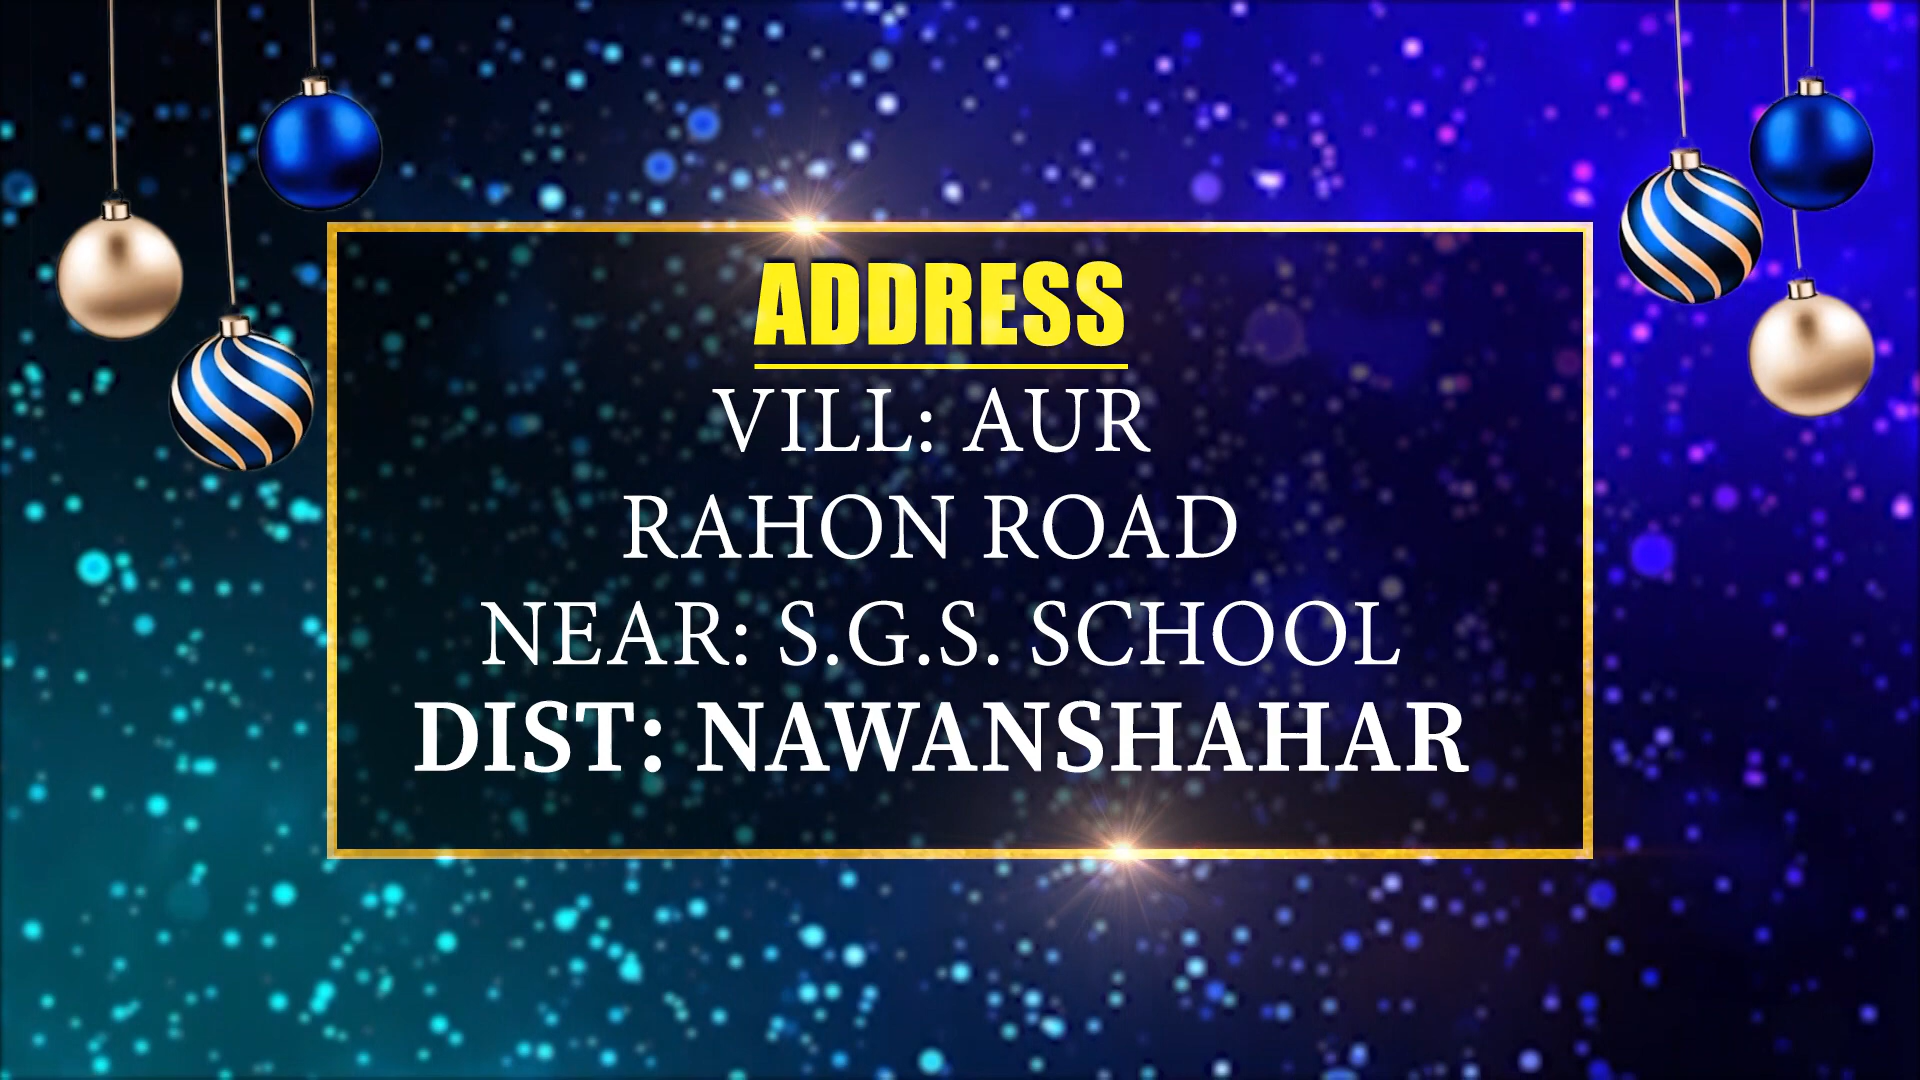 ADDRESS
VILL: AUR
RAHON ROAD
NEAR: S.G.S. SCHOOL
DIST: NAWANSHAHAR